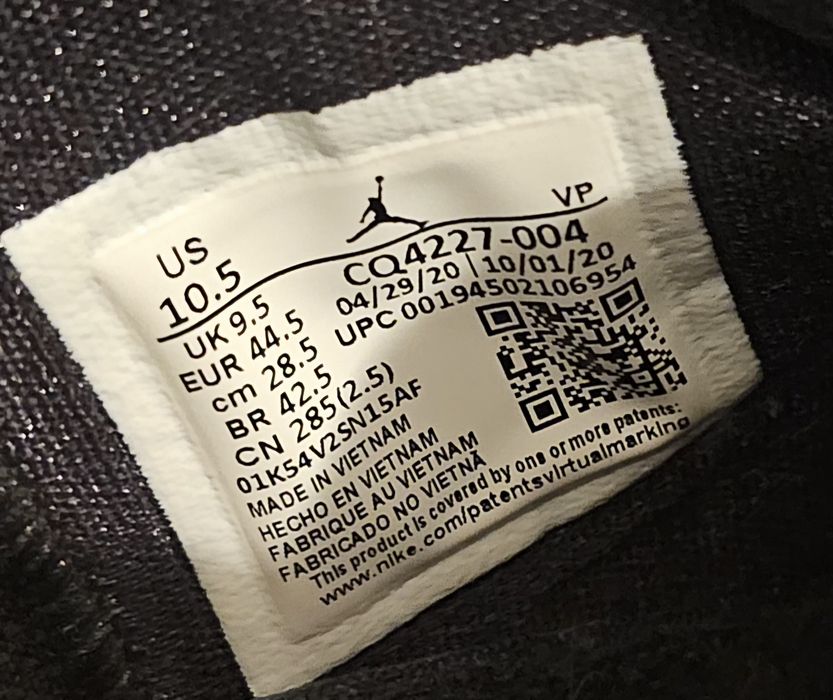 VP
US
10.5
CQ4227-004
04/29/20 | 10/01/20
UPC 00194502106954
UK 9.5
EUR 44.5
cm 28.5
BR 42.5
CN 285(2.5)
01K54V2SN15AF
MADE IN VIETNAM
HECHO EN VIETNAM
FABRIQUE AU VIETNAM
FABRICADO NO VIETNÃ
This product is covered by one or more patents:
www.nike.com/patentsvirtualmarking